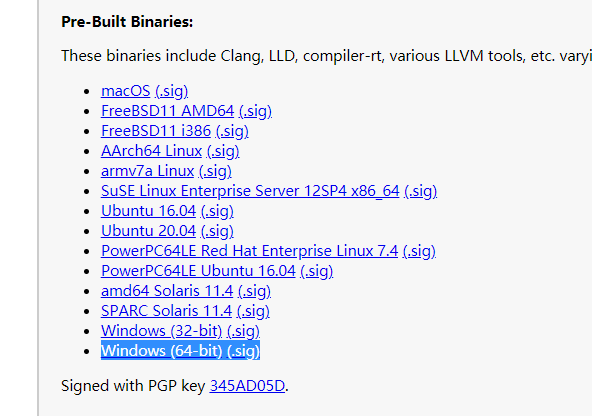 Pre-Built Binaries:
These binaries include Clang, LLD, compiler-rt, various LLVM tools, etc.
macOS (.sig)
FreeBSD11 AMD64 (.sig)
FreeBSD11 i386 (.sig)
AArch64 Linux (.sig)
armv7a Linux (.sig)
SuSE Linux Enterprise Server 12SP4 x86_64 (.sig)
Ubuntu 16.04 (.sig)
Ubuntu 20.04 (.sig)
PowerPC64LE Red Hat Enterprise Linux 7.4 (.sig)
PowerPC64LE Ubuntu 16.04 (.sig)
amd64 Solaris 11.4 (.sig)
SPARC Solaris 11.4 (.sig)
Windows (32-bit) (.sig)
Windows (64-bit) (.sig)
Signed with PGP key 345AD05D.